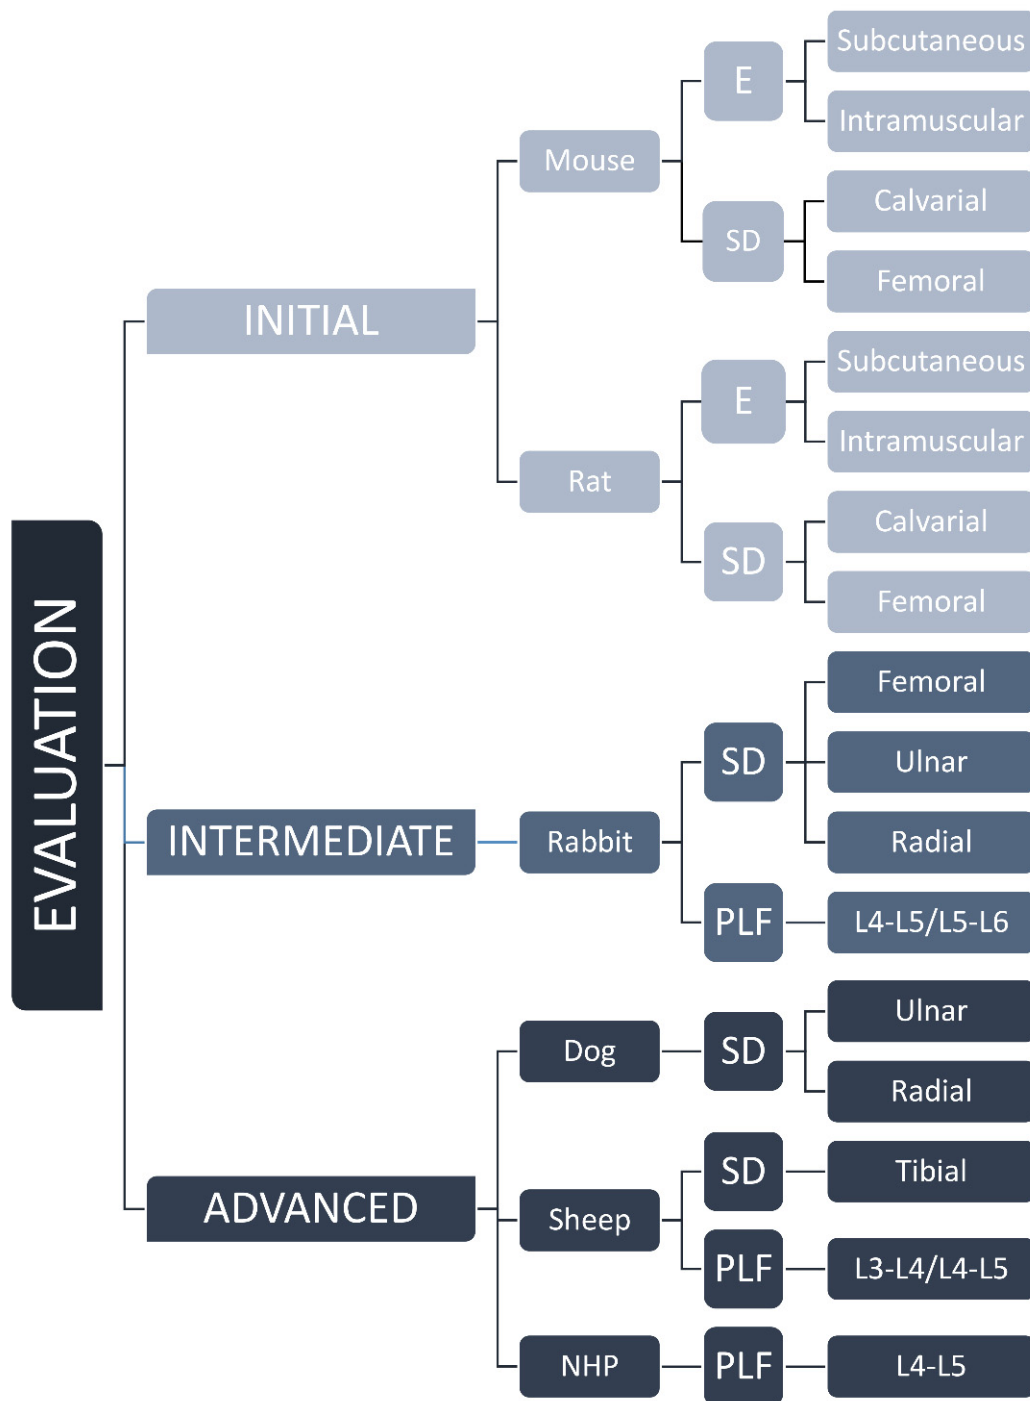 EVALUATION
INITIAL
Mouse
E
Subcutaneous
Intramuscular
SD
Calvarial
Femoral
Rat
E
Subcutaneous
Intramuscular
SD
Calvarial
Femoral
INTERMEDIATE
Rabbit
SD
Femoral
Ulnar
Radial
PLF
L4-L5/L5-L6
ADVANCED
Dog
SD
Ulnar
Radial
Sheep
SD
Tibial
PLF
L3-L4/L4-L5
NHP
PLF
L4-L5